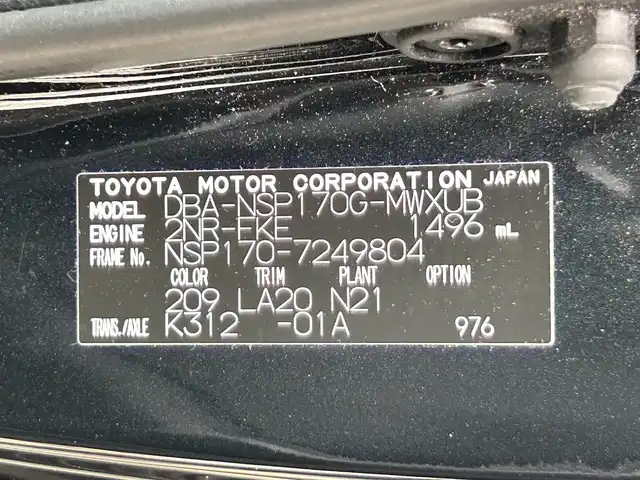 TOYOTA MOTOR CORPORATION JAPAN
MODEL DBA-NSP170G-MWXUB
ENGINE 2NR-FKE 1496 mL
FRAME No. NSP170-7249804
COLOR TRIM PLANT OPTION
209 LA20 N21
TRANS./AXLE K312 -01A 976